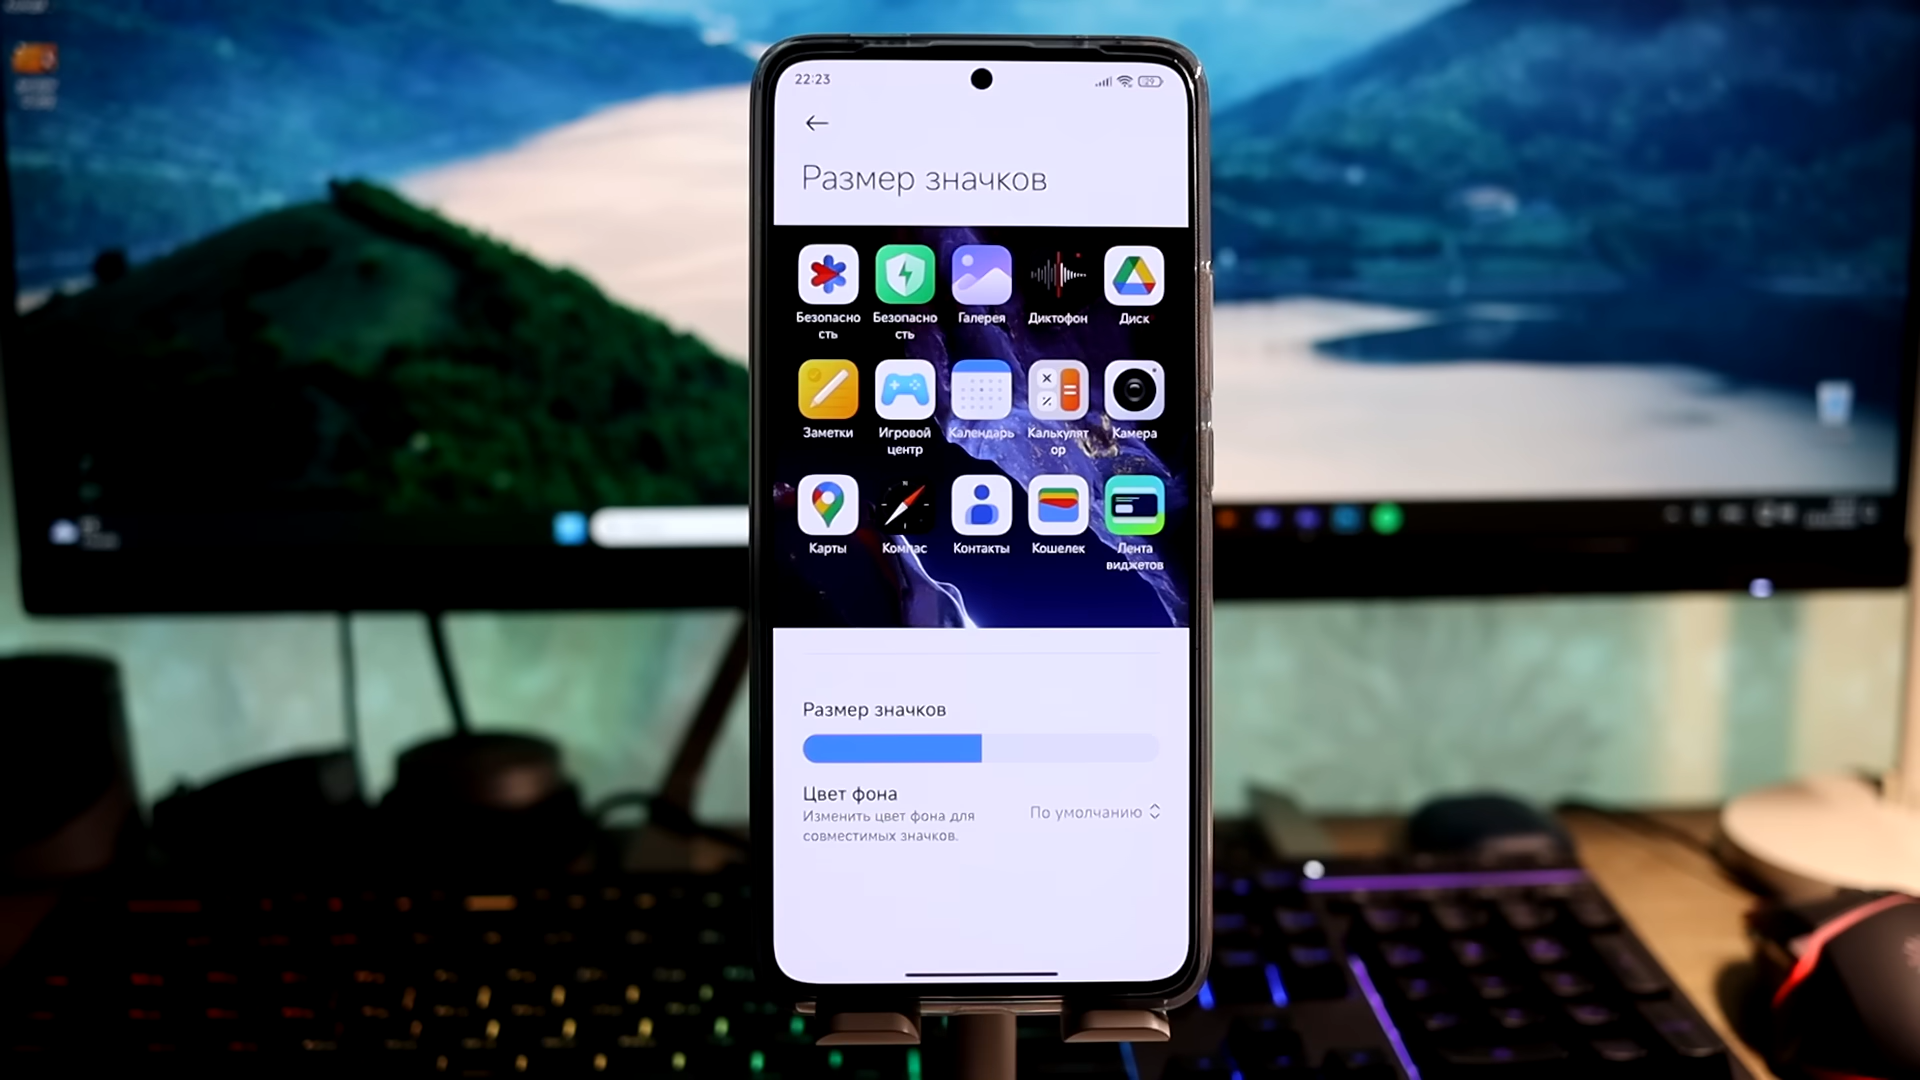 22:23
29
Размер значков
Безопасно
сть
Безопасно
сть
Галерея
Диктофон
Диск
Заметки
Игровой
центр
Календарь
Калькулят
ор
Камера
Карты
Компас
Контакты
Кошелек
Лента
виджетов
Размер значков
Цвет фона
Изменить цвет фона для
совместимых значков.
По умолчанию